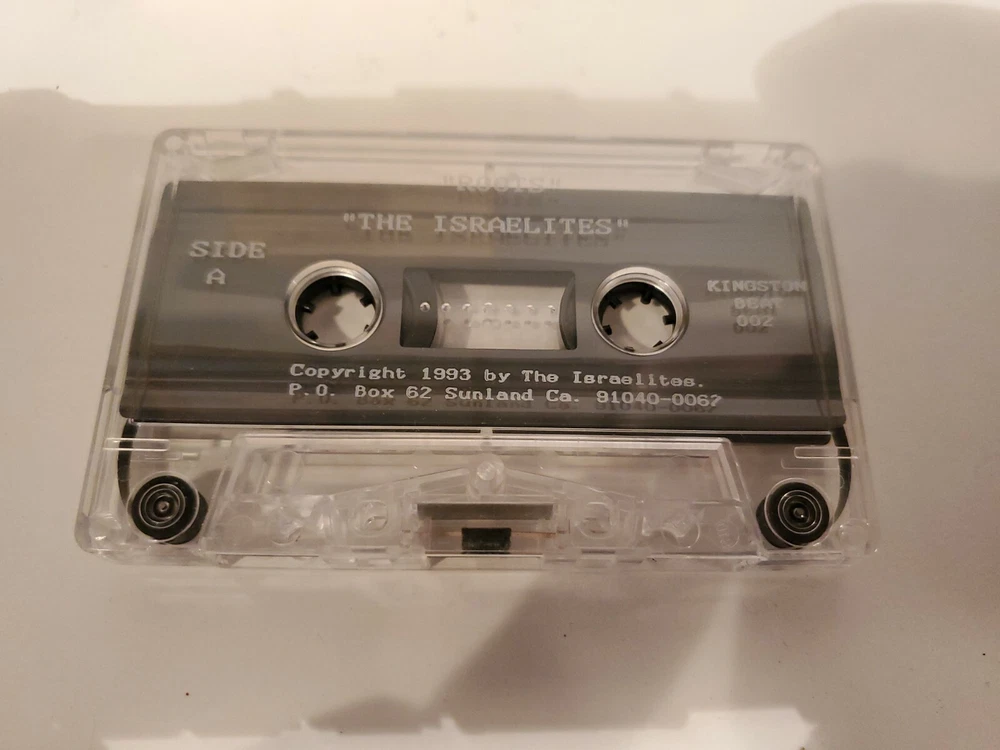 "ROOTS"
"THE ISRAELITES"
SIDE
A
KINGSTON
BEAT
002
Copyright 1993 by The Israelites.
P.O. Box 62 Sunland Ca. 91040-0062